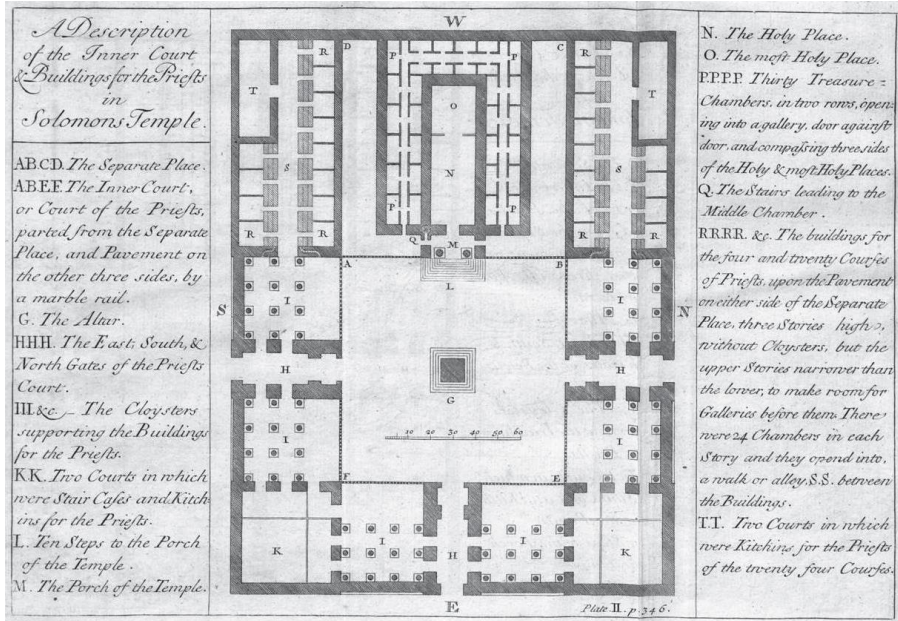 A Description
of the Inner Court
& Buildings for the Priests
in
Solomons Temple.
ABCD. The Separate Place.
ABEF. The Inner Court,
or Court of the Priests,
parted from the Separate
Place, and Pavement on
the other three sides, by
a marble rail.
G. The Altar.
HHH. The East, South, &
North Gates of the Priests
Court.
III.&c. The Cloysters
supporting the Buildings
for the Priests.
KK. Two Courts in which
were Stair Cases and Kitch-
ins for the Priests.
L. Ten Steps to the Porch
of the Temple.
M. The Porch of the Temple.
W
D
C
R
R
P
P
R
R
T
T
O
S
S
N
P
P
R
R
R
R
Q
M
A
B
L
I
I
S
N
H
H
G
10 20 30 40 50 60
I
I
F
E
K
I
H
I
K
E
Plate II. p. 346.
N. The Holy Place.
O. The most Holy Place.
P.P.P.P. Thirty Treasure=
Chambers, in two rows, open-
ing into a gallery, door against
door, and compassing three sides
of the Holy & most Holy Places.
Q. The Stairs leading to the
Middle Chamber.
RRRR. &c. The buildings for
the four and twenty Courses
of Priests, upon the Pavement
on either side of the Separate
Place, three Stories high,
without Cloysters, but the
upper Stories narrower than
the lower, to make room for
Galleries before them. There
were 24 Chambers in each
Story and they opend into,
a walk or alley, S.S. between
the Buildings.
T.T. Two Courts in which
were Kitchins for the Priests
of the twenty four Courses.